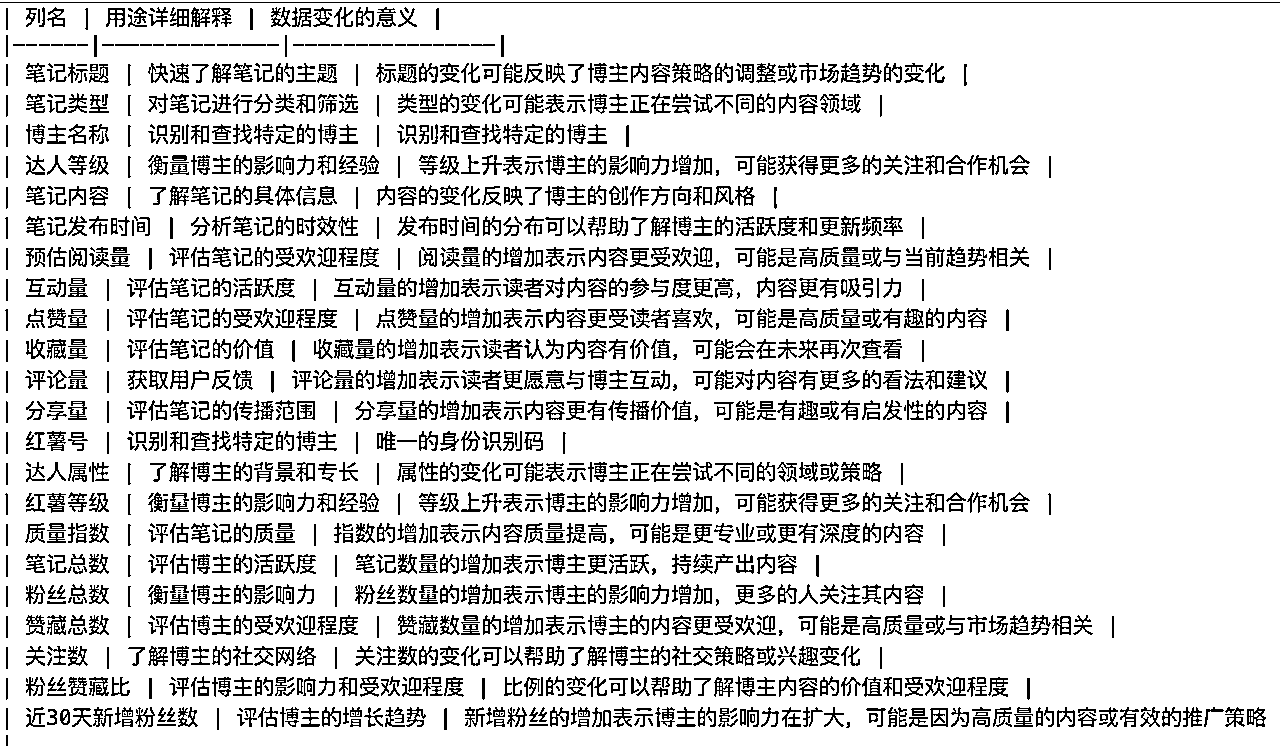 | 列名 | 用途详细解释 | 数据变化的意义 |
|------|--------------|----------------|
| 笔记标题 | 快速了解笔记的主题 | 标题的变化可能反映了博主内容策略的调整或市场趋势的变化 |
| 笔记类型 | 对笔记进行分类和筛选 | 类型的变化可能表示博主正在尝试不同的内容领域 |
| 博主名称 | 识别和查找特定的博主 | 识别和查找特定的博主 |
| 达人等级 | 衡量博主的影响力和经验 | 等级上升表示博主的影响力增加，可能获得更多的关注和合作机会 |
| 笔记内容 | 了解笔记的具体信息 | 内容的变化反映了博主的创作方向和风格 |
| 笔记发布时间 | 分析笔记的时效性 | 发布时间的分布可以帮助了解博主的活跃度和更新频率 |
| 预估阅读量 | 评估笔记的受欢迎程度 | 阅读量的增加表示内容更受欢迎，可能是高质量或与当前趋势相关 |
| 互动量 | 评估笔记的活跃度 | 互动量的增加表示读者对内容的参与度更高，内容更有吸引力 |
| 点赞量 | 评估笔记的受欢迎程度 | 点赞量的增加表示内容更受读者喜欢，可能是高质量或有趣的内容 |
| 收藏量 | 评估笔记的价值 | 收藏量的增加表示读者认为内容有价值，可能会在未来再次查看 |
| 评论量 | 获取用户反馈 | 评论量的增加表示读者更愿意与博主互动，可能对内容有更多的看法和建议 |
| 分享量 | 评估笔记的传播范围 | 分享量的增加表示内容更有传播价值，可能是有趣或有启发性的内容 |
| 红薯号 | 识别和查找特定的博主 | 唯一的身份识别码 |
| 达人属性 | 了解博主的背景和专长 | 属性的变化可能表示博主正在尝试不同的领域或策略 |
| 红薯等级 | 衡量博主的影响力和经验 | 等级上升表示博主的影响力增加，可能获得更多的关注和合作机会 |
| 质量指数 | 评估笔记的质量 | 指数的增加表示内容质量提高，可能是更专业或更有深度的内容 |
| 笔记总数 | 评估博主的活跃度 | 笔记数量的增加表示博主更活跃，持续产出内容 |
| 粉丝总数 | 衡量博主的影响力 | 粉丝数量的增加表示博主的影响力增加，更多的人关注其内容 |
| 赞藏总数 | 评估博主的受欢迎程度 | 赞藏数量的增加表示博主的内容更受欢迎，可能是高质量或与市场趋势相关 |
| 关注数 | 了解博主的社交网络 | 关注数的变化可以帮助了解博主的社交策略或兴趣变化 |
| 粉丝赞藏比 | 评估博主的影响力和受欢迎程度 | 比例的变化可以帮助了解博主内容的价值和受欢迎程度 |
| 近30天新增粉丝数 | 评估博主的增长趋势 | 新增粉丝的增加表示博主的影响力在扩大，可能是因为高质量的内容或有效的推广策略
|